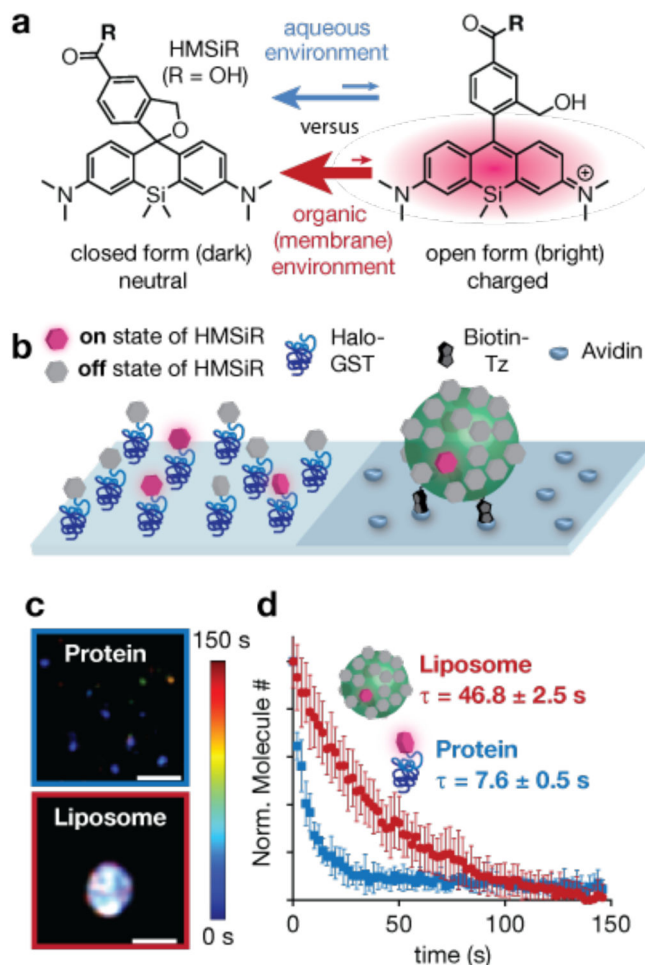 a
R
O
HMSiR
(R = OH)
O
Si
N
N
closed form (dark)
neutral
aqueous
environment
versus
organic
(membrane)
environment
R
O
OH
Si
N
N
+
open form (bright)
charged
b
on state of HMSiR
off state of HMSiR
Halo-
GST
Biotin-
Tz
Avidin
c
Protein
Liposome
150 s
0 s
d
Norm. Molecule #
Liposome
τ = 46.8 ± 2.5 s
Protein
τ = 7.6 ± 0.5 s
0
50
100
150
time (s)